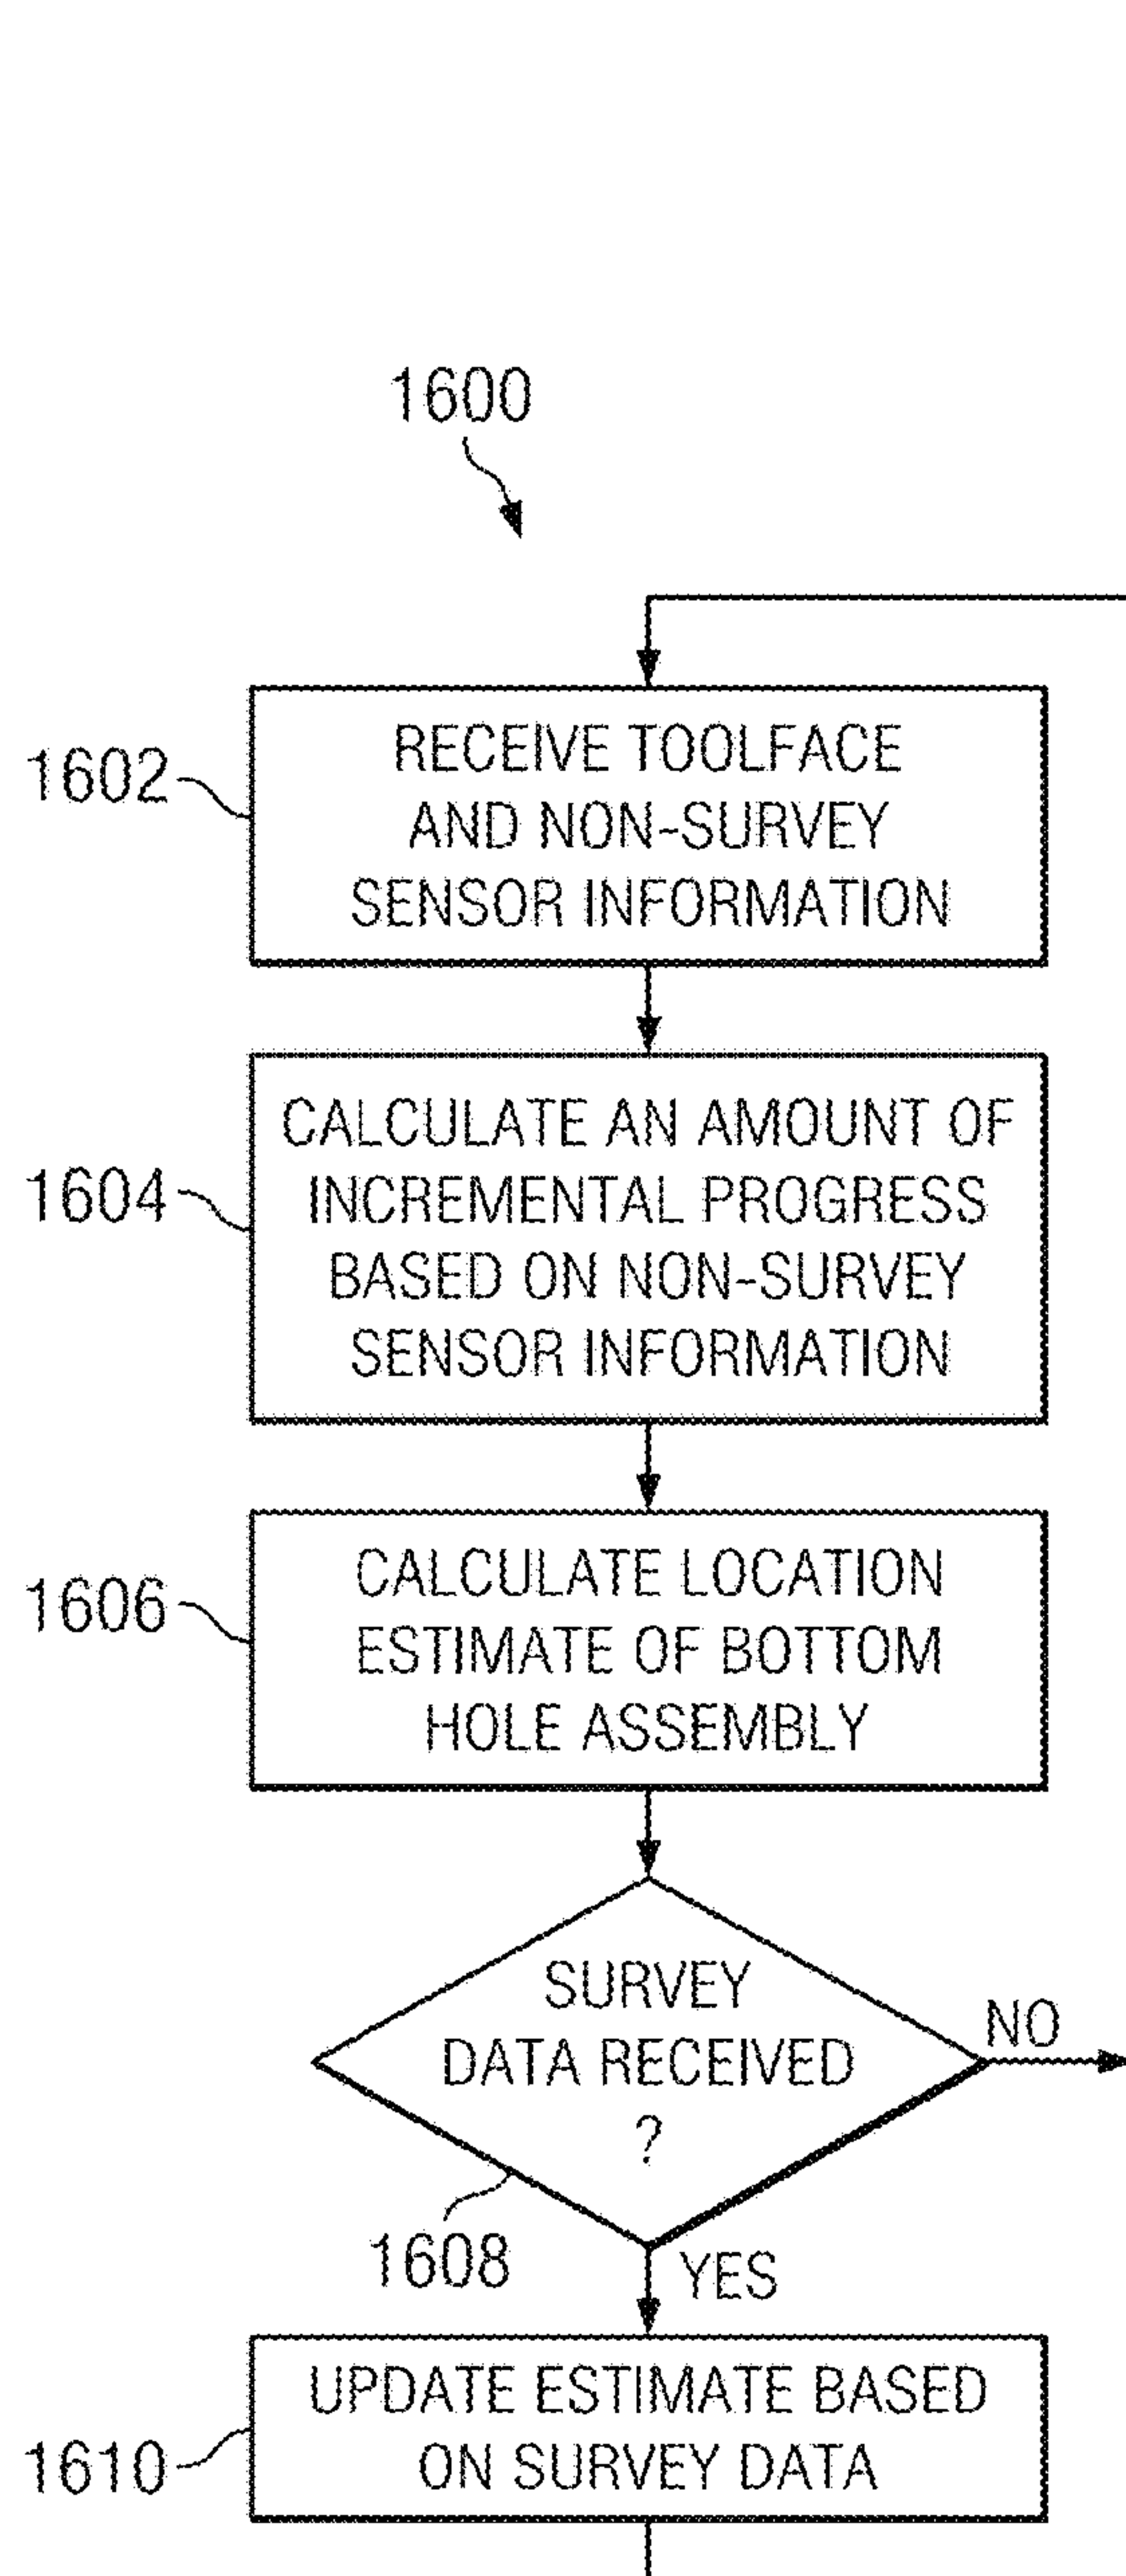 1600
1602
RECEIVE TOOLFACE
AND NON-SURVEY
SENSOR INFORMATION
1604
CALCULATE AN AMOUNT OF
INCREMENTAL PROGRESS
BASED ON NON-SURVEY
SENSOR INFORMATION
1606
CALCULATE LOCATION
ESTIMATE OF BOTTOM
HOLE ASSEMBLY
SURVEY
DATA RECEIVED
?
NO
1608
YES
1610
UPDATE ESTIMATE BASED
ON SURVEY DATA